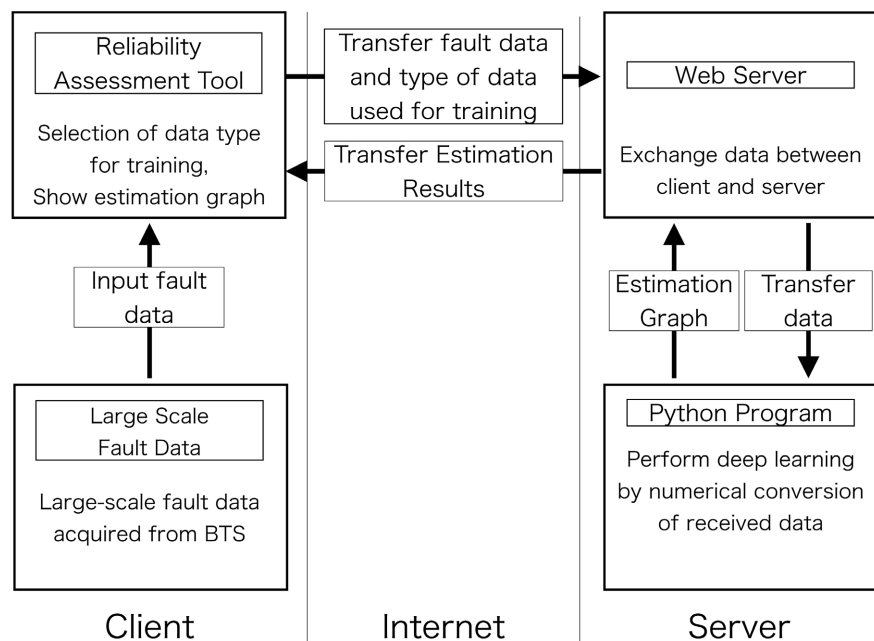 Reliability
Assessment Tool
Selection of data type
for training,
Show estimation graph
Transfer fault data
and type of data
used for training
Transfer Estimation
Results
Web Server
Exchange data between
client and server
Input fault
data
Estimation
Graph
Transfer
data
Large Scale
Fault Data
Large-scale fault data
acquired from BTS
Python Program
Perform deep learning
by numerical conversion
of received data
Client
Internet
Server